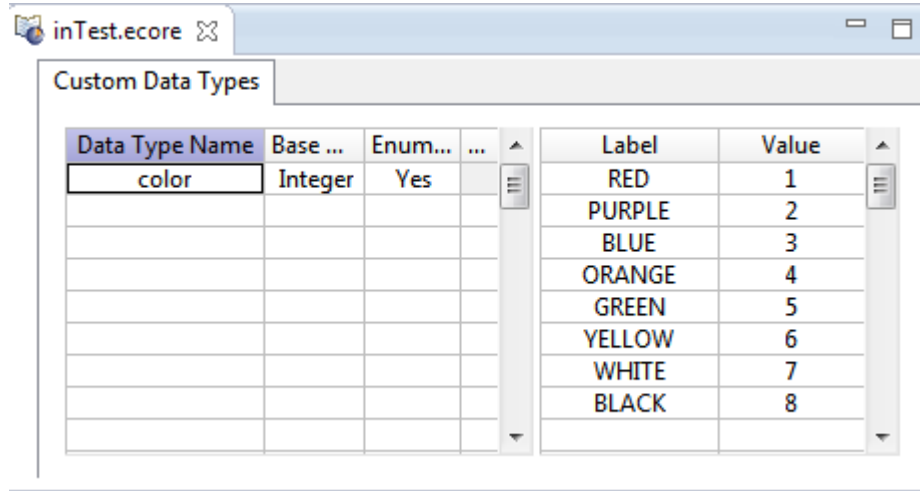 inTest.ecore
Custom Data Types
Data Type Name Base ... Enum... ... Label Value
color Integer Yes RED 1
PURPLE 2
BLUE 3
ORANGE 4
GREEN 5
YELLOW 6
WHITE 7
BLACK 8